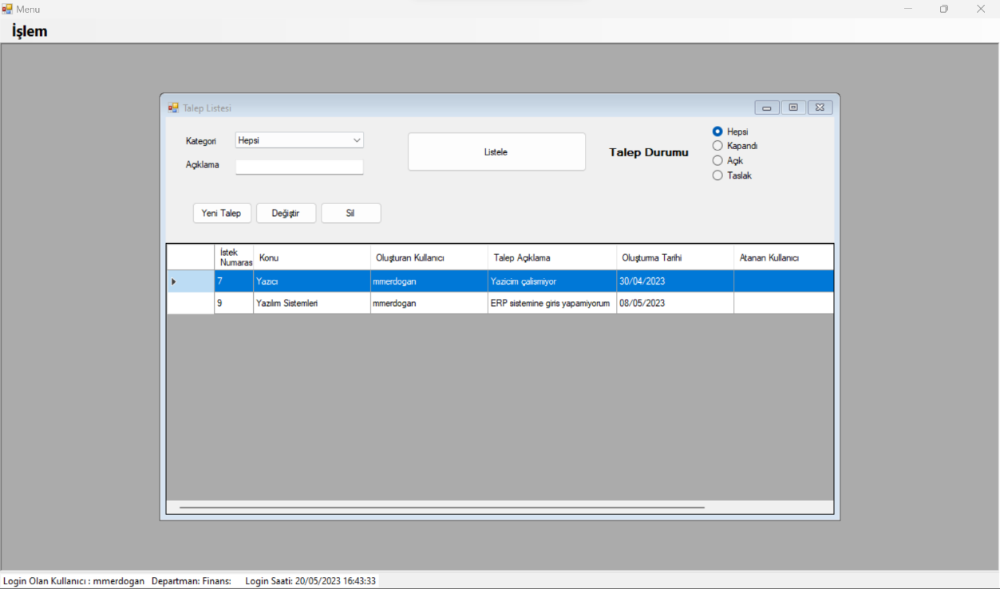 Menu
İşlem
Talep Listesi
Kategori
Hepsi
Açıklama
Listele
Talep Durumu
Hepsi
Kapandı
Açık
Taslak
Yeni Talep
Değiştir
Sil
İstek
Numaras
Konu
Oluşturan Kullanıcı
Talep Açıklama
Oluşturma Tarihi
Atanan Kullanıcı
7 Yazıcı mmerdogan Yazicim çalismiyor 30/04/2023
9 Yazılım Sistemleri mmerdogan ERP sistemine giris yapamiyorum 08/05/2023
Login Olan Kullanıcı : mmerdogan Departman: Finans: Login Saati: 20/05/2023 16:43:33